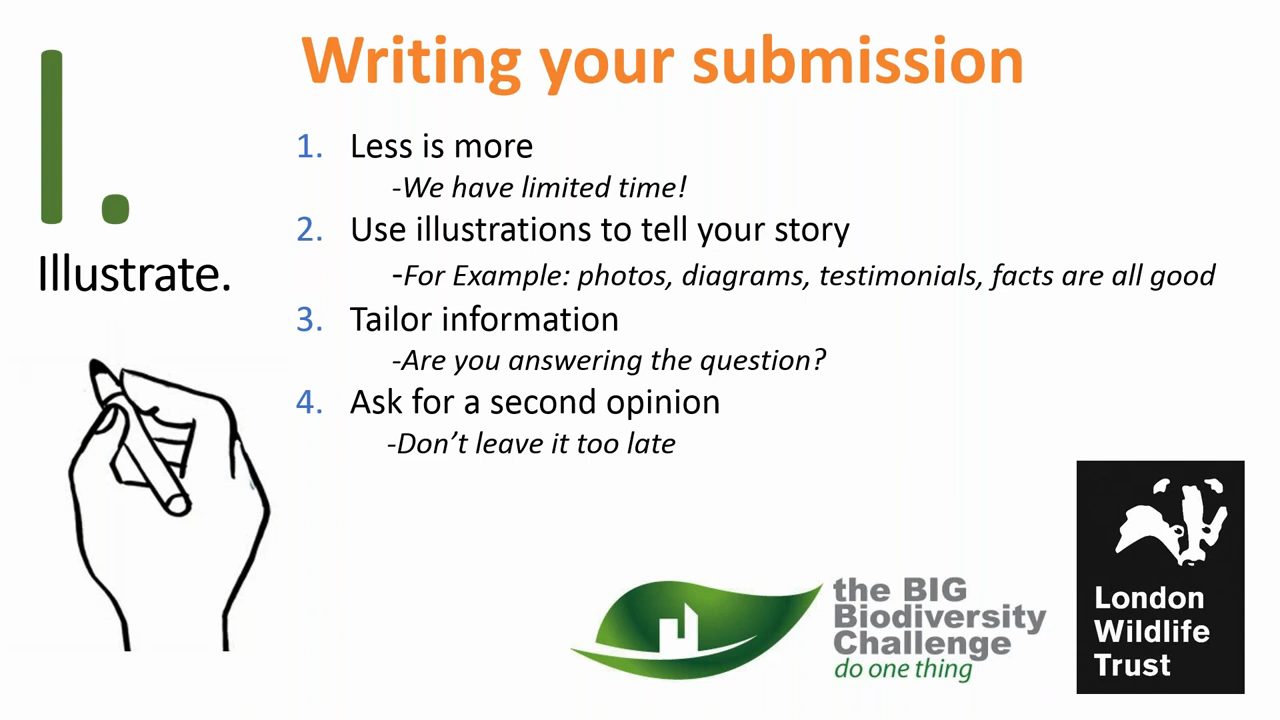 I.
Illustrate.
Writing your submission
1. Less is more
-We have limited time!
2. Use illustrations to tell your story
-For Example: photos, diagrams, testimonials, facts are all good
3. Tailor information
-Are you answering the question?
4. Ask for a second opinion
-Don’t leave it too late
the BIG
Biodiversity
Challenge
do one thing
London
Wildlife
Trust